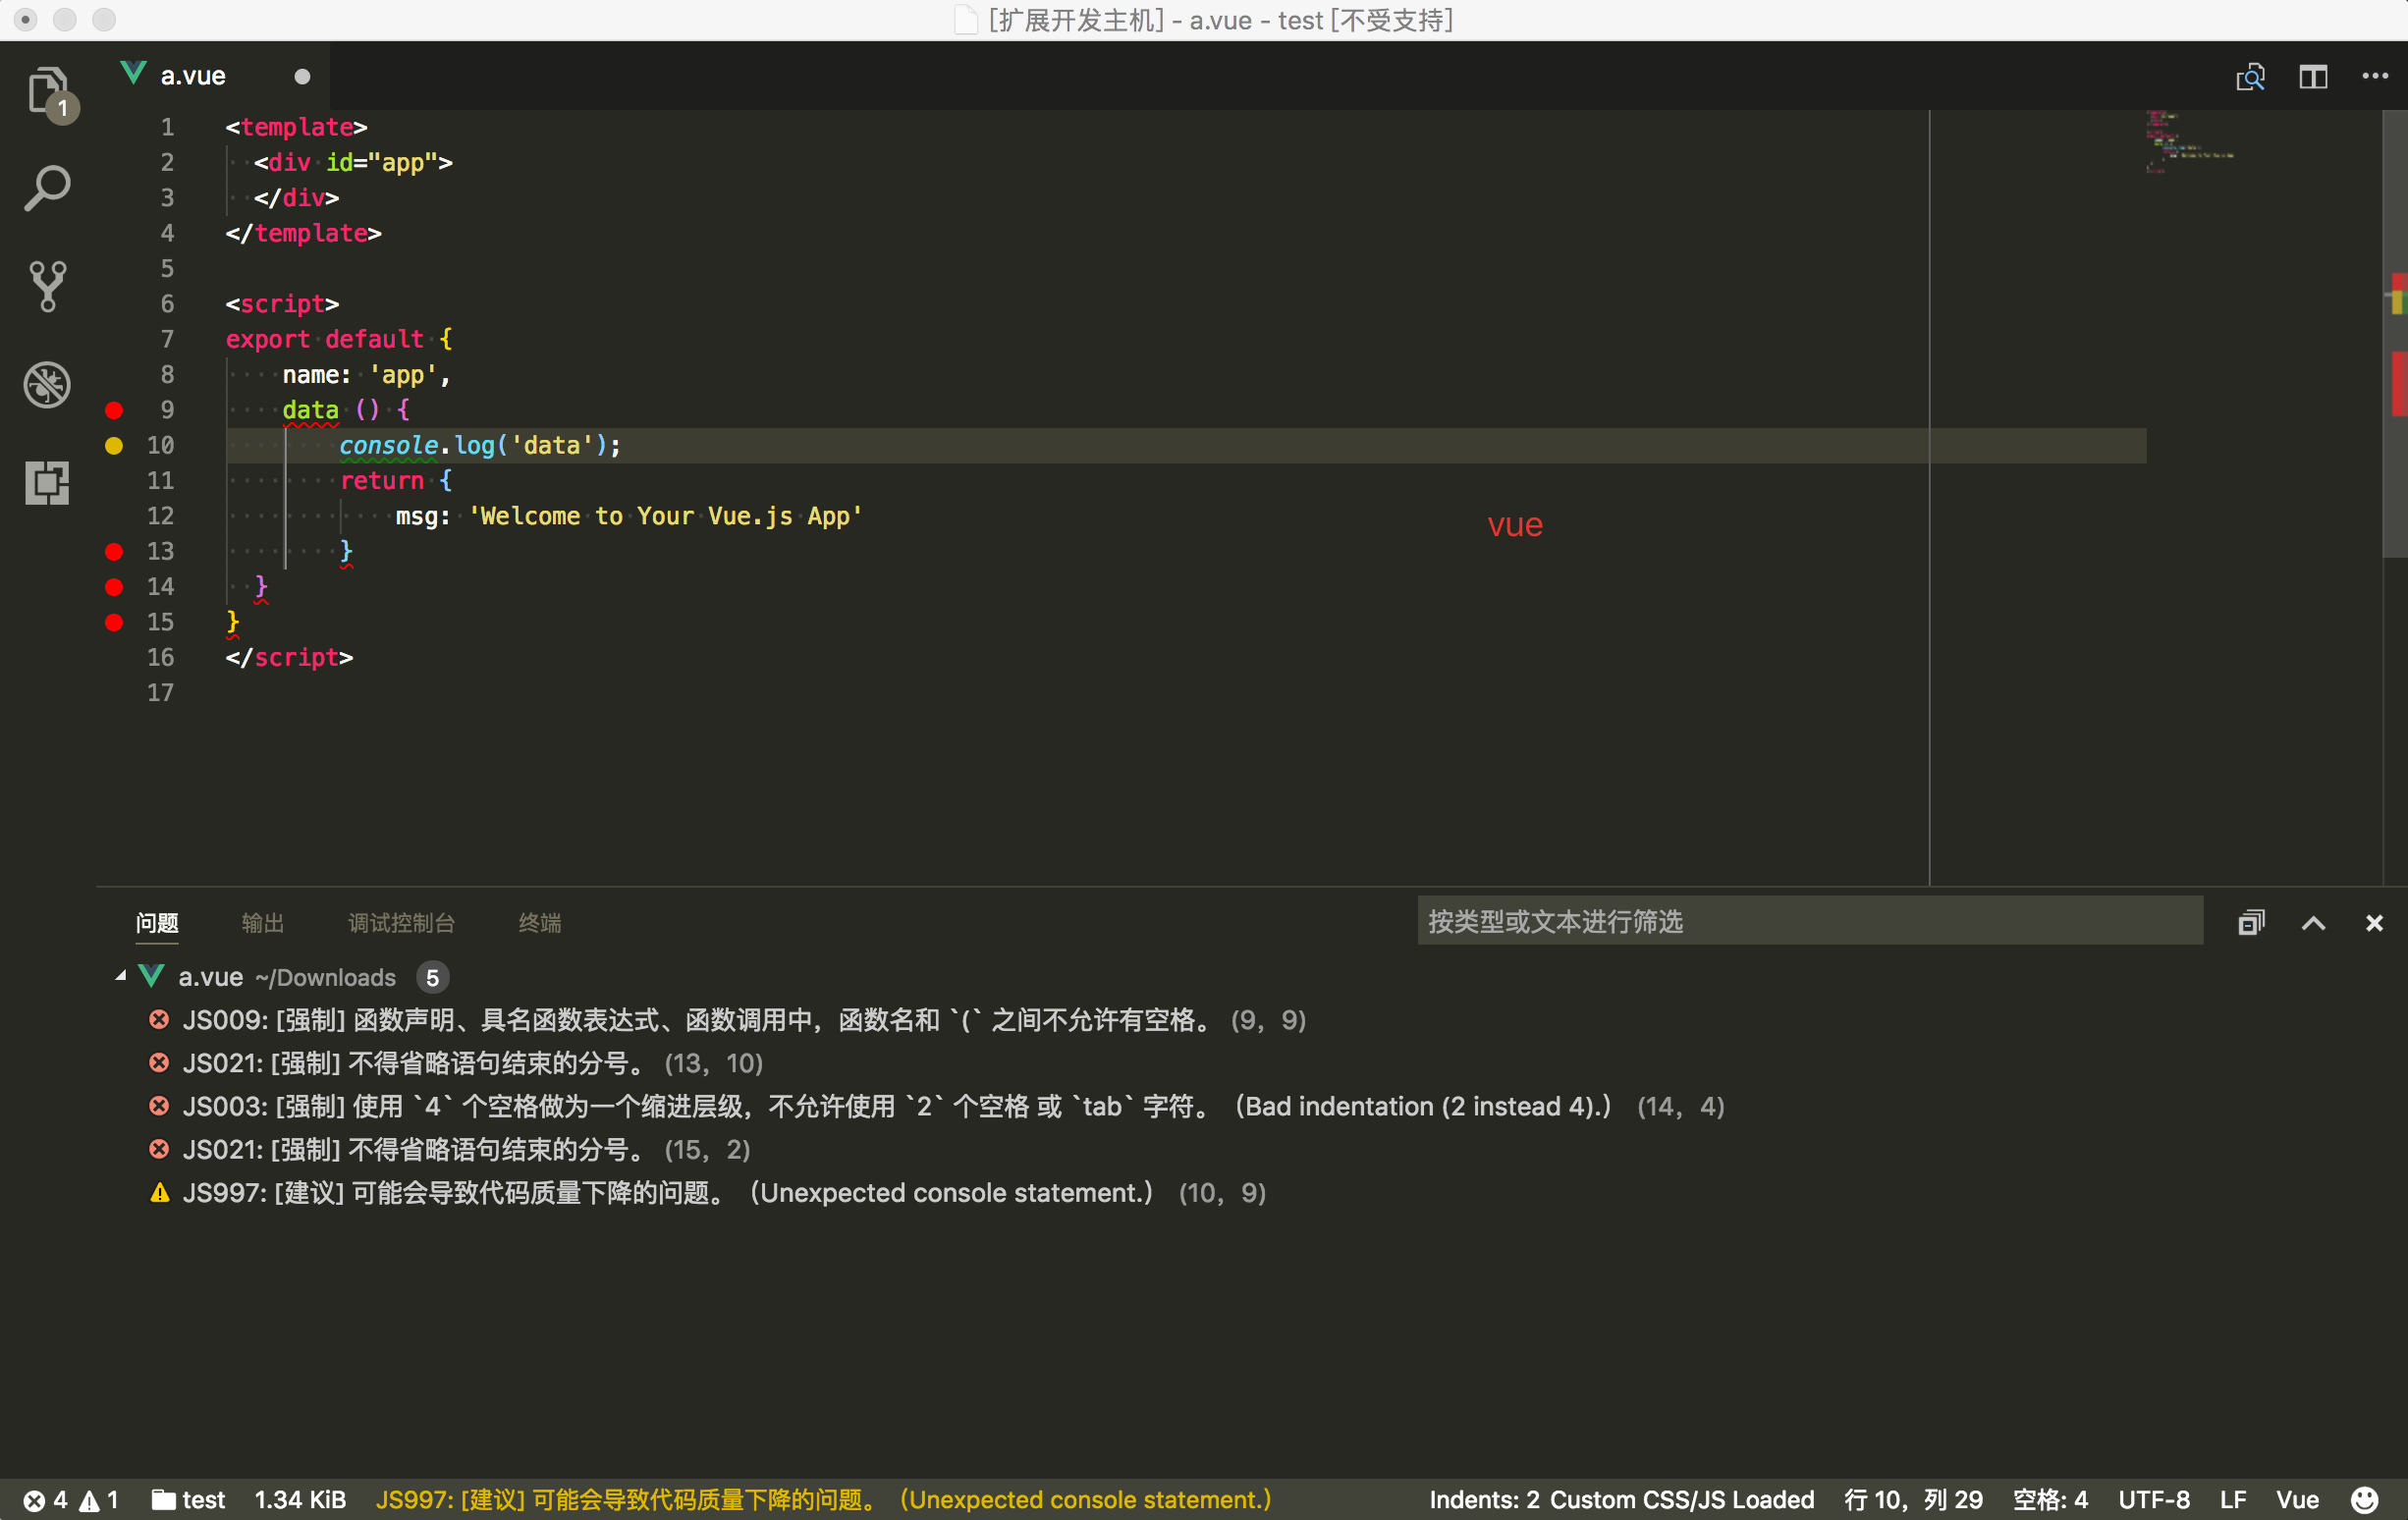 [扩展开发主机] - a.vue - test [不受支持]
a.vue
1
1 <template>
2   <div id="app">
3   </div>
4 </template>
5
6 <script>
7 export default {
8     name: 'app',
9     data () {
10         console.log('data');
11         return {
12             msg: 'Welcome to Your Vue.js App'
13         }
14   }
15 }
16 </script>
17
vue
问题 输出 调试控制台 终端 按类型或文本进行筛选
a.vue ~/Downloads 5
JS009: [强制] 函数声明、具名函数表达式、函数调用中，函数名和 `(` 之间不允许有空格。 (9，9)
JS021: [强制] 不得省略语句结束的分号。 (13，10)
JS003: [强制] 使用 `4` 个空格做为一个缩进层级，不允许使用 `2` 个空格 或 `tab` 字符。（Bad indentation (2 instead 4).） (14，4)
JS021: [强制] 不得省略语句结束的分号。 (15，2)
JS997: [建议] 可能会导致代码质量下降的问题。（Unexpected console statement.） (10，9)
4 1 test 1.34 KiB JS997: [建议] 可能会导致代码质量下降的问题。（Unexpected console statement.） Indents: 2 Custom CSS/JS Loaded 行 10，列 29 空格: 4 UTF-8 LF Vue